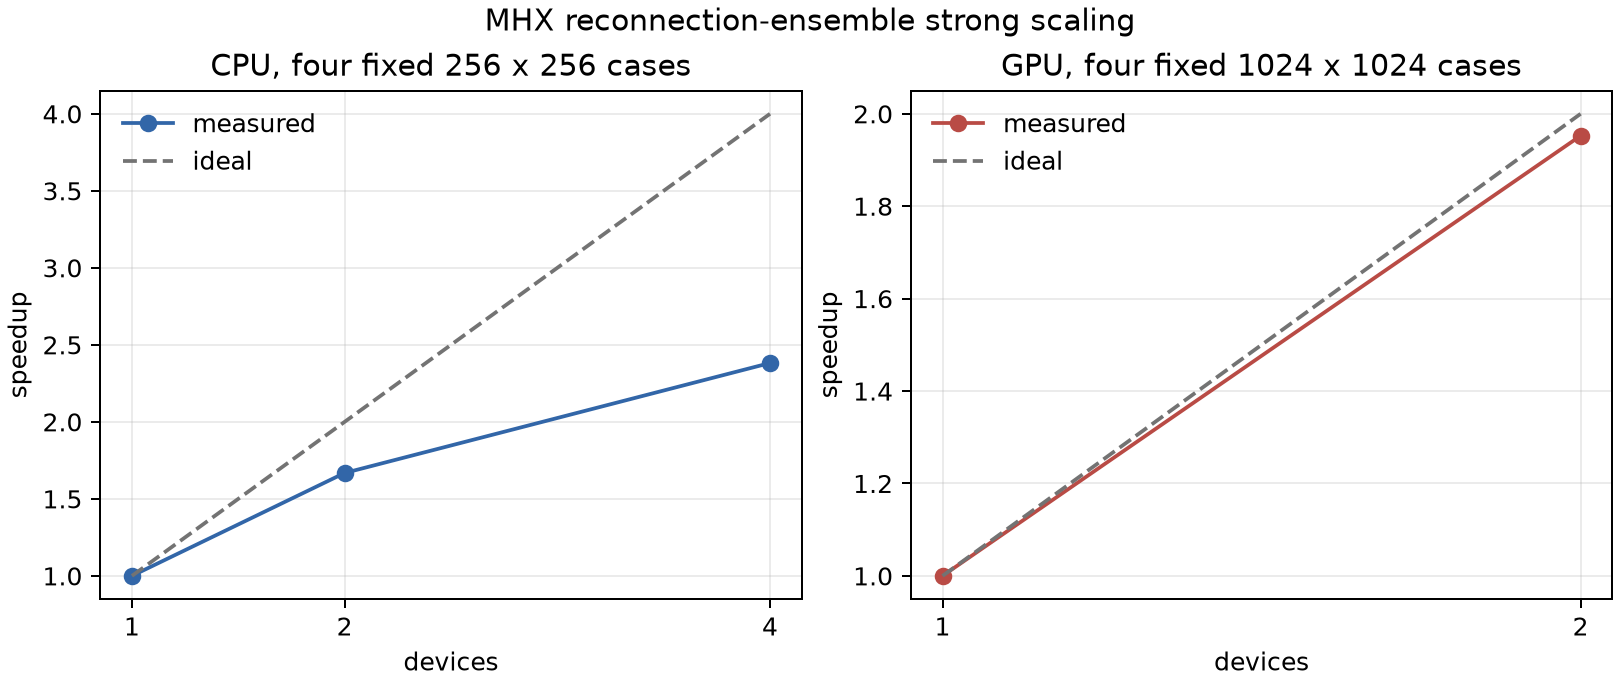 MHX reconnection-ensemble strong scaling
CPU, four fixed 256 x 256 cases
measured
ideal
4.0
3.5
3.0
2.5
2.0
1.5
1.0
speedup
1
2
4
devices
GPU, four fixed 1024 x 1024 cases
measured
ideal
2.0
1.8
1.6
1.4
1.2
1.0
speedup
1
2
devices